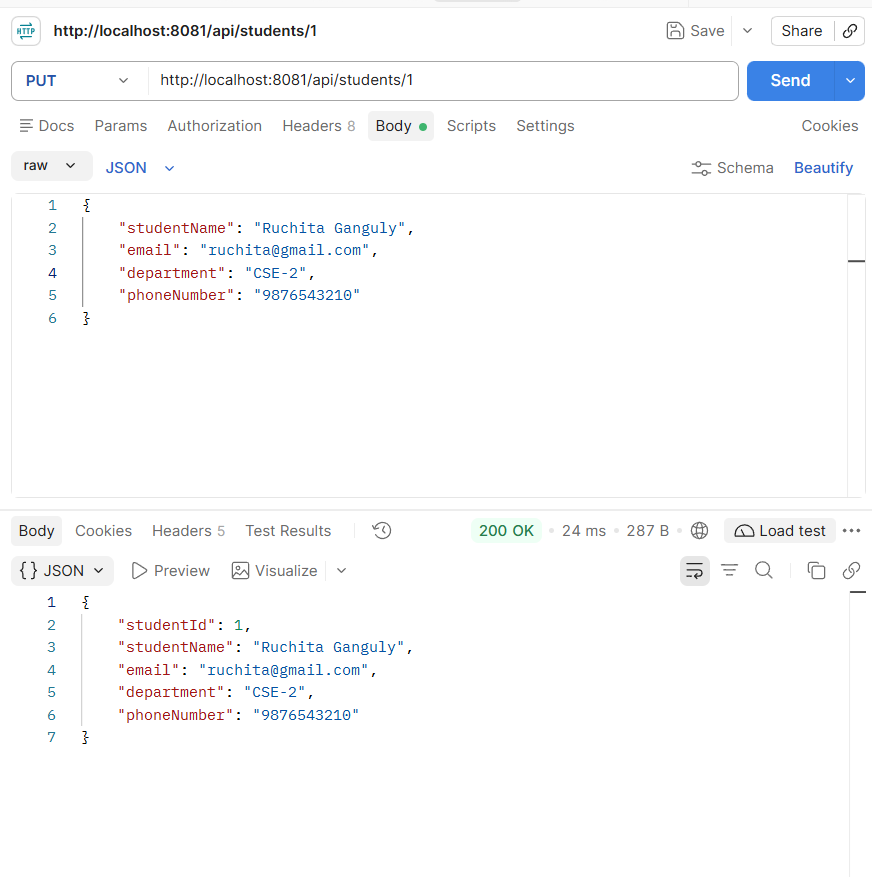 HTTP http://localhost:8081/api/students/1 Save Share
PUT http://localhost:8081/api/students/1 Send
Docs Params Authorization Headers 8 Body Scripts Settings Cookies
raw JSON Schema Beautify
1 {
2 "studentName": "Ruchita Ganguly",
3 "email": "ruchita@gmail.com",
4 "department": "CSE-2",
5 "phoneNumber": "9876543210"
6 }
Body Cookies Headers 5 Test Results 200 OK • 24 ms • 287 B • Load test •••
{} JSON Preview Visualize
1 {
2 "studentId": 1,
3 "studentName": "Ruchita Ganguly",
4 "email": "ruchita@gmail.com",
5 "department": "CSE-2",
6 "phoneNumber": "9876543210"
7 }